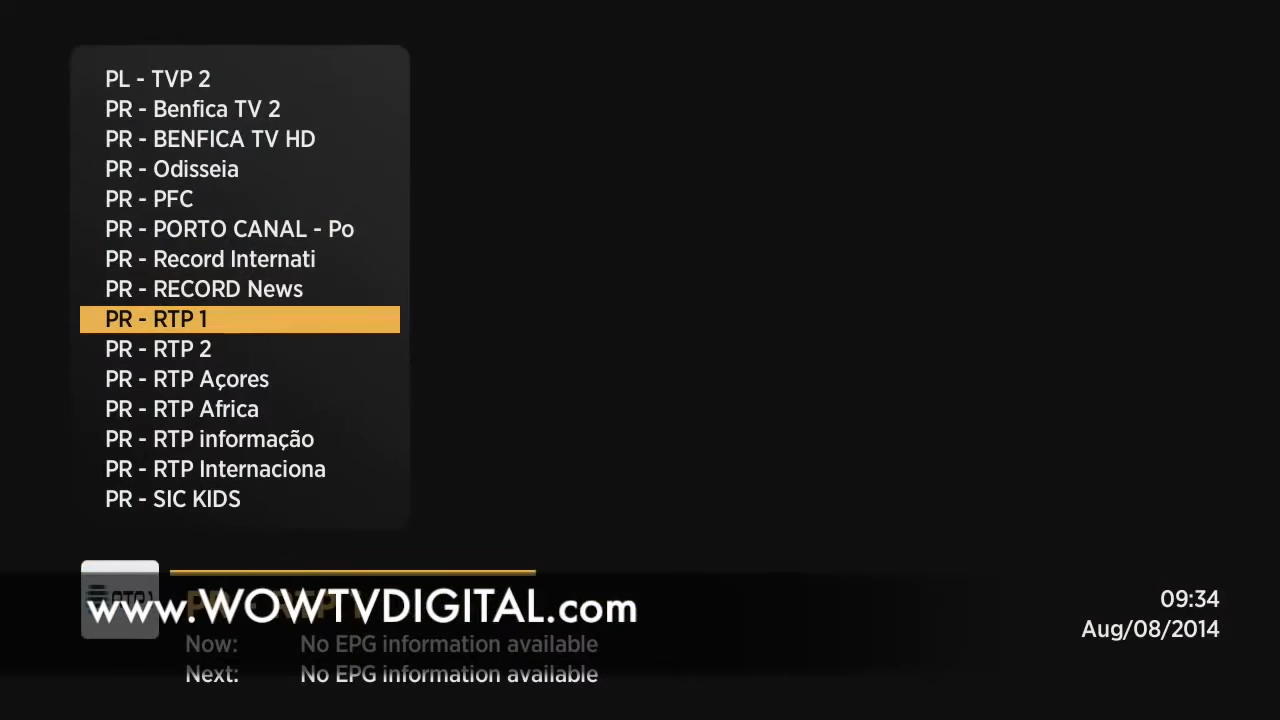 PL - TVP 2
PR - Benfica TV 2
PR - BENFICA TV HD
PR - Odisseia
PR - PFC
PR - PORTO CANAL - Po
PR - Record Internati
PR - RECORD News
PR - RTP 1
PR - RTP 2
PR - RTP Açores
PR - RTP Africa
PR - RTP informação
PR - RTP Internaciona
PR - SIC KIDS
www.WOWTVDIGITAL.com
09:34
Aug/08/2014
Now: No EPG information available
Next: No EPG information available